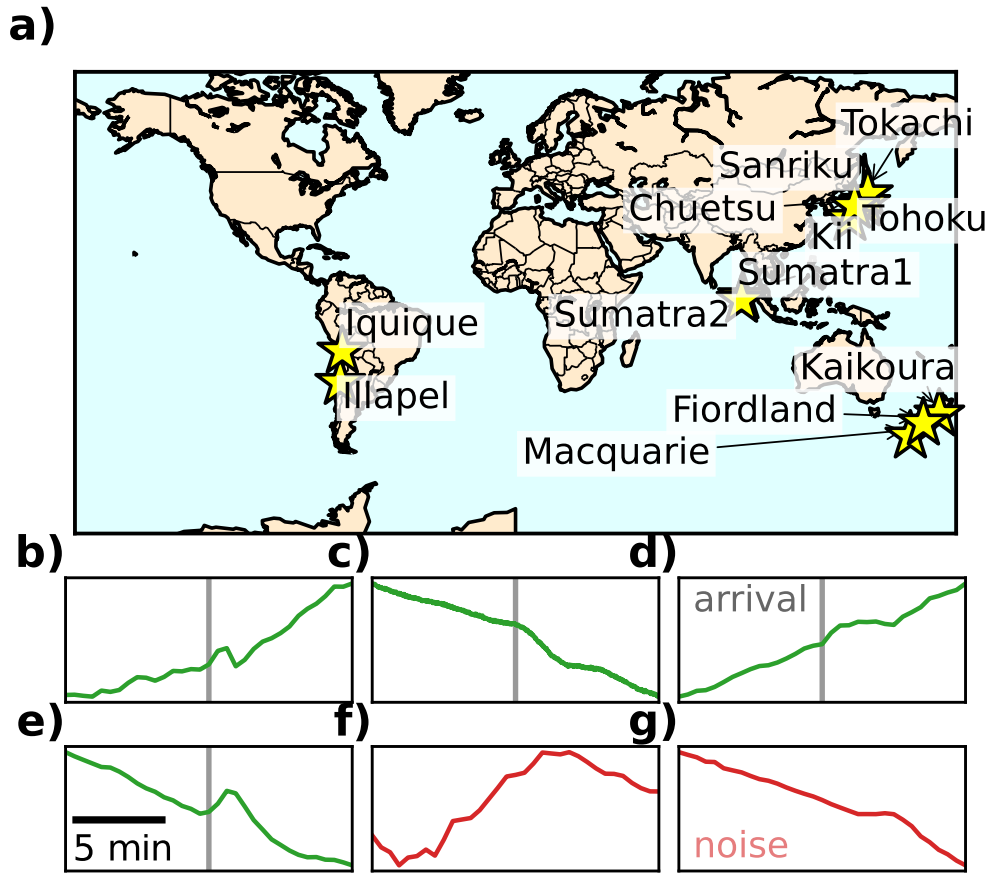 a)
Tokachi
Sanriku
Chuetsu
Tohoku
Kii
Sumatra1
Sumatra2
Iquique
Kaikoura
Illapel
Fiordland
Macquarie
b)
c)
d)
arrival
e)
f)
g)
5 min
noise